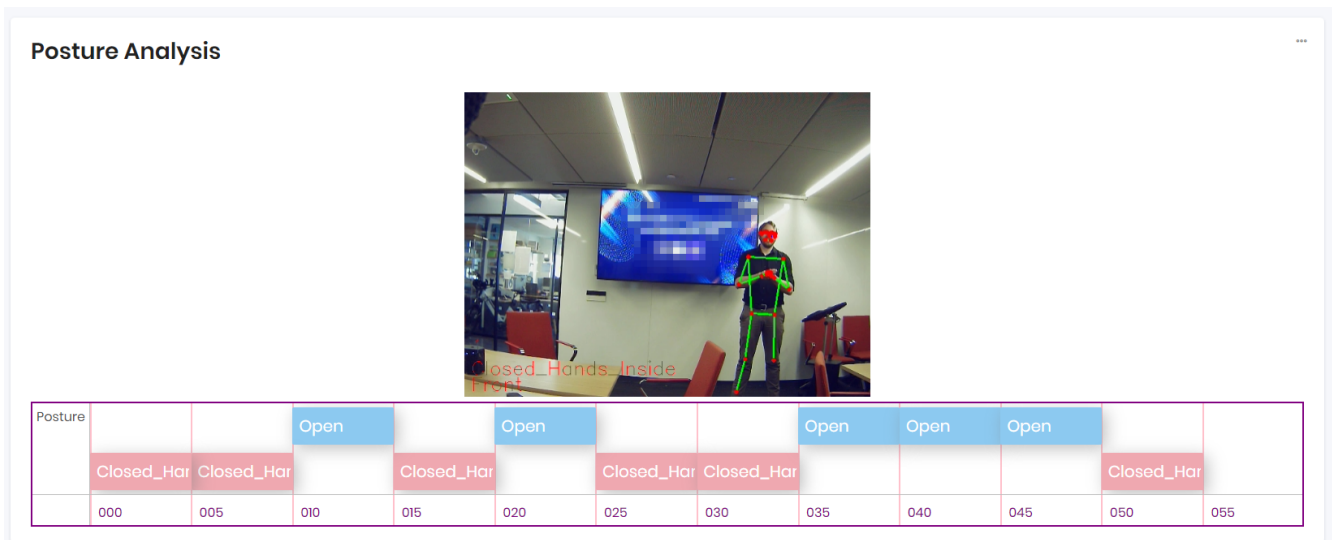 Posture Analysis
...
Closed_Hands_Inside
Front
Posture
Open Open Open Open Open
Closed_Har Closed_Har Closed_Har Closed_Har Closed_Har Closed_Har
000 005 010 015 020 025 030 035 040 045 050 055